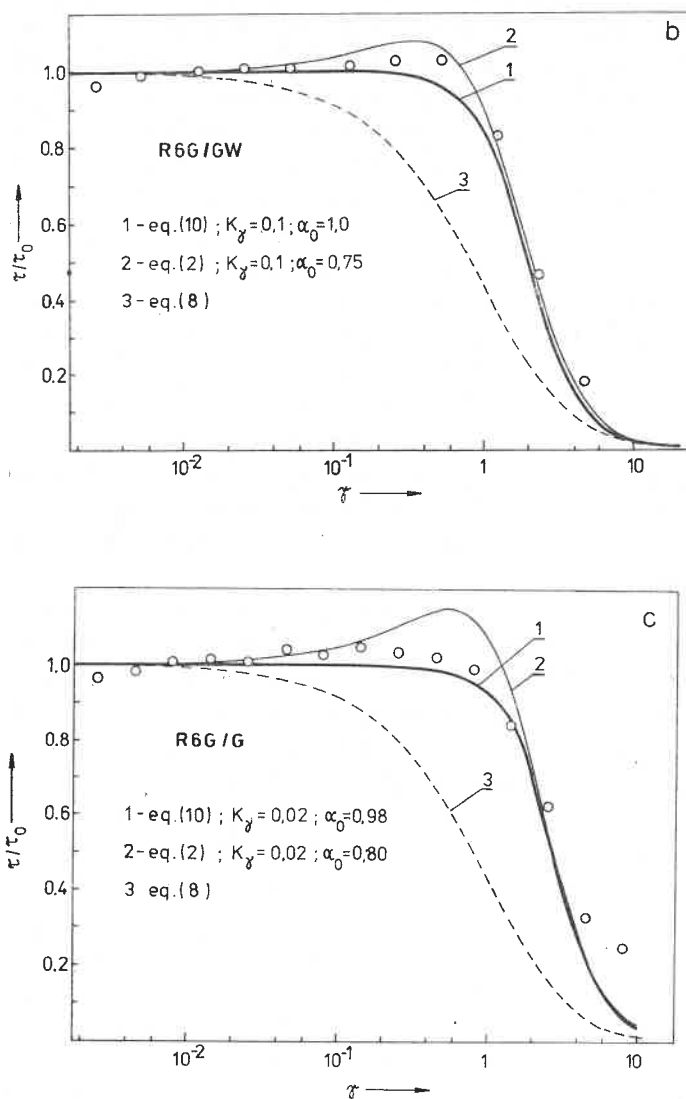 b
2
1
1.0
R6G/GW
3
0.8
1-eq.(10) ; Kγ=0,1 ; α₀=1,0
0.6
2-eq.(2) ; Kγ=0,1 ; α₀=0,75
τ/τ₀
3-eq.(8)
0.4
0.2
10⁻²
10⁻¹
1
10
γ
c
1
2
1.0
R6G/G
3
0.8
1-eq.(10) ; Kγ=0,02 ; α₀=0,98
0.6
2-eq.(2) ; Kγ=0,02 ; α₀=0,80
τ/τ₀
3 eq.(8)
0.4
0.2
10⁻²
10⁻¹
1
10
γ